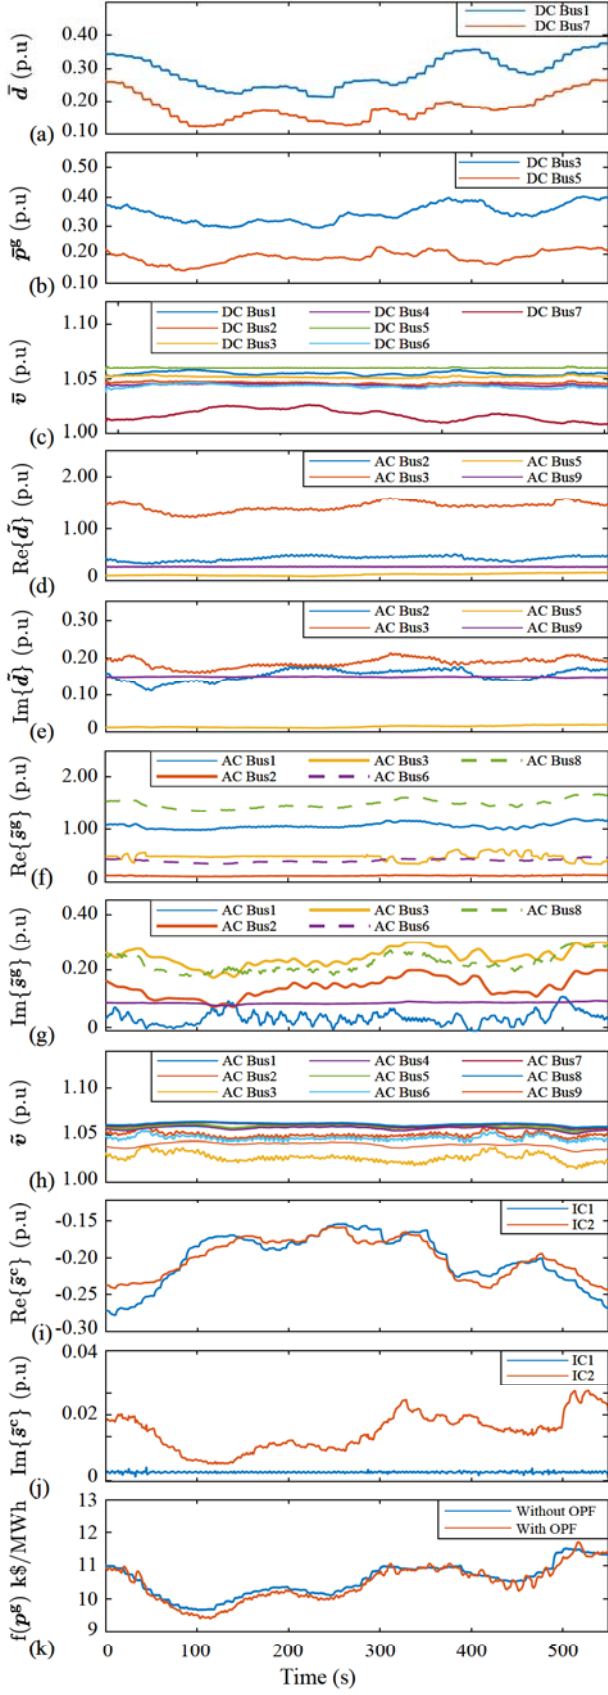 d̄ (p.u)
0.40
0.30
0.20
0.10
DC Bus1
DC Bus7
(a)
p̄ᵍ (p.u)
0.50
0.40
0.30
0.20
0.10
DC Bus3
DC Bus5
(b)
v̄ (p.u)
1.10
1.05
1.00
DC Bus1 DC Bus4 DC Bus7
DC Bus2 DC Bus5
DC Bus3 DC Bus6
(c)
Re{d̃} (p.u)
2.00
1.00
0
AC Bus2 AC Bus5
AC Bus3 AC Bus9
(d)
Im{d̃} (p.u)
0.30
0.20
0.10
0
AC Bus2 AC Bus5
AC Bus3 AC Bus9
(e)
Re{s̃ᵍ} (p.u)
2.00
1.00
0
AC Bus1 AC Bus3 AC Bus8
AC Bus2 AC Bus6
(f)
Im{s̃ᵍ} (p.u)
0.40
0.20
0
AC Bus1 AC Bus3 AC Bus8
AC Bus2 AC Bus6
(g)
ṽ (p.u)
1.10
1.05
1.00
AC Bus1 AC Bus4 AC Bus7
AC Bus2 AC Bus5 AC Bus8
AC Bus3 AC Bus6 AC Bus9
(h)
Re{s̃ᶜ} (p.u)
-0.15
-0.20
-0.25
-0.30
IC1
IC2
(i)
Im{s̃ᶜ} (p.u)
0.04
0.02
0
IC1
IC2
(j)
f(pᵍ) k$/MWh
13
12
11
10
9
Without OPF
With OPF
(k)
0 100 200 300 400 500
Time (s)